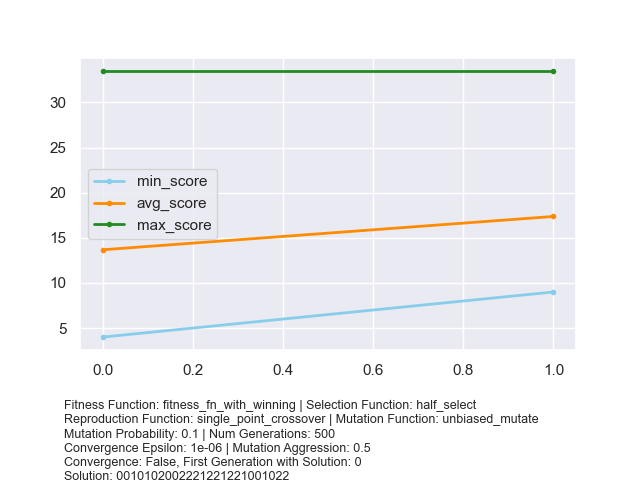 30
25
20
15
10
5
min_score
avg_score
max_score
0.0 0.2 0.4 0.6 0.8 1.0
Fitness Function: fitness_fn_with_winning | Selection Function: half_select
Reproduction Function: single_point_crossover | Mutation Function: unbiased_mutate
Mutation Probability: 0.1 | Num Generations: 500
Convergence Epsilon: 1e-06 | Mutation Aggression: 0.5
Convergence: False, First Generation with Solution: 0
Solution: 0010102002221221221001022